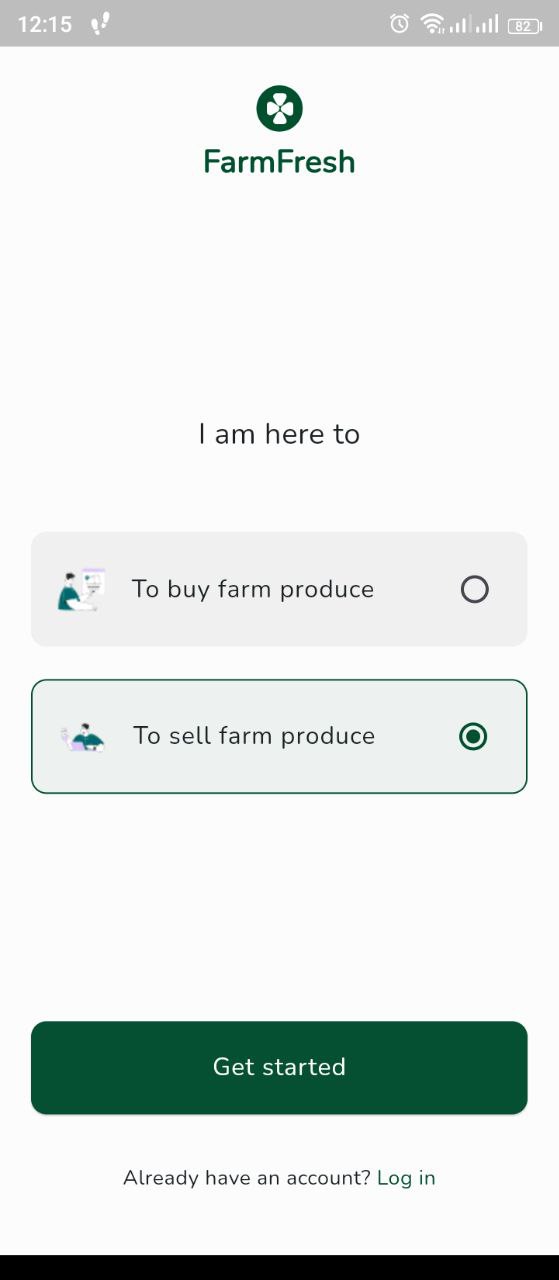 12:15
82
FarmFresh
I am here to
To buy farm produce
To sell farm produce
Get started
Already have an account? Log in